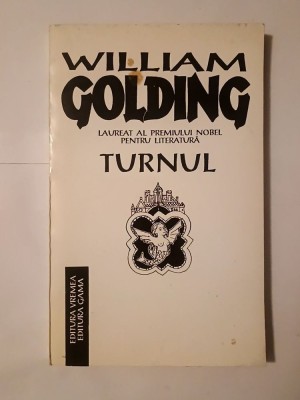 WILLIAM
GOLDING
LAUREAT AL PREMIULUI NOBEL
PENTRU LITERATURĂ
TURNUL
EDITURA VREMEA
EDITURA GAMA